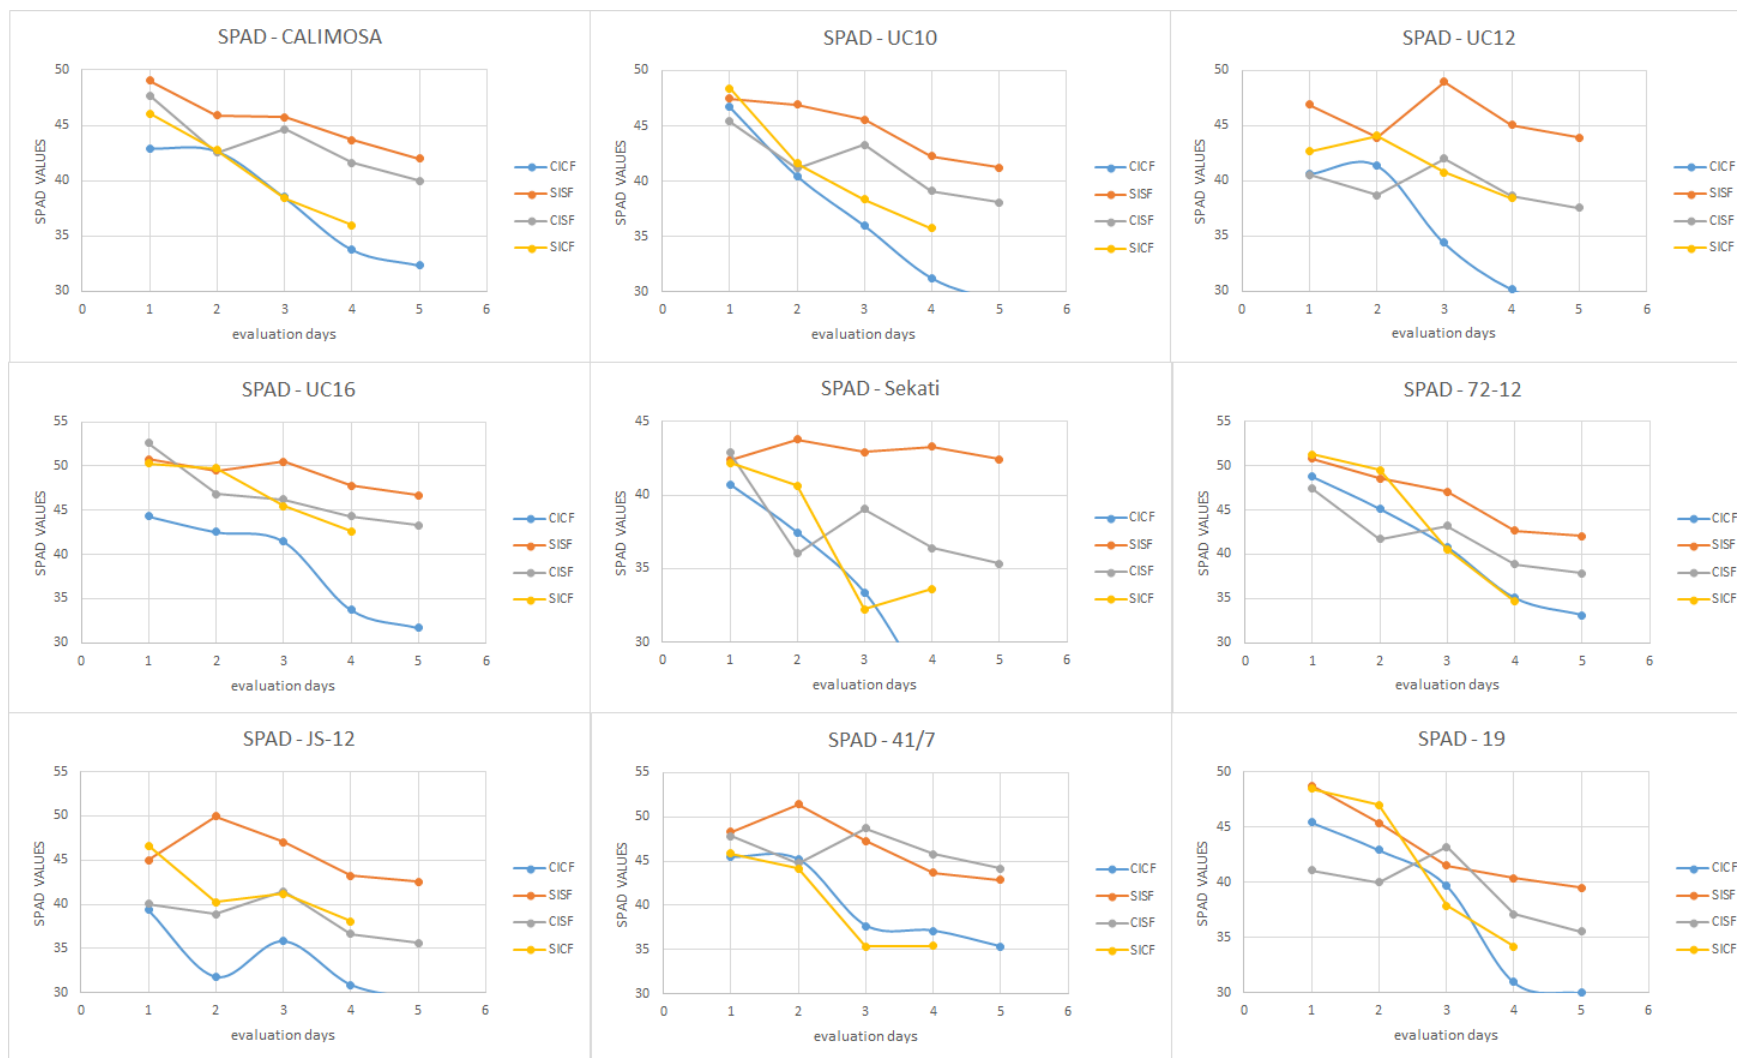 SPAD - CALIMOSA
50
45
40
35
30
SPAD VALUES
0 1 2 3 4 5 6
evaluation days
CICF
SISF
CISF
SICF
SPAD - UC10
50
45
40
35
30
SPAD VALUES
0 1 2 3 4 5 6
evaluation days
CICF
SISF
CISF
SICF
SPAD - UC12
50
45
40
35
30
SPAD VALUES
0 1 2 3 4 5 6
evaluation days
CICF
SISF
CISF
SICF
SPAD - UC16
55
50
45
40
35
30
SPAD VALUES
0 1 2 3 4 5 6
evaluation days
CICF
SISF
CISF
SICF
SPAD - Sekati
45
40
35
30
SPAD VALUES
0 1 2 3 4 5 6
evaluation days
CICF
SISF
CISF
SICF
SPAD - 72-12
55
50
45
40
35
30
SPAD VALUES
0 1 2 3 4 5 6
evaluation days
CICF
SISF
CISF
SICF
SPAD - JS-12
55
50
45
40
35
30
SPAD VALUES
0 1 2 3 4 5 6
evaluation days
CICF
SISF
CISF
SICF
SPAD - 41/7
55
50
45
40
35
30
SPAD VALUES
0 1 2 3 4 5 6
evaluation days
CICF
SISF
CISF
SICF
SPAD - 19
50
45
40
35
30
SPAD VALUES
0 1 2 3 4 5 6
evaluation days
CICF
SISF
CISF
SICF